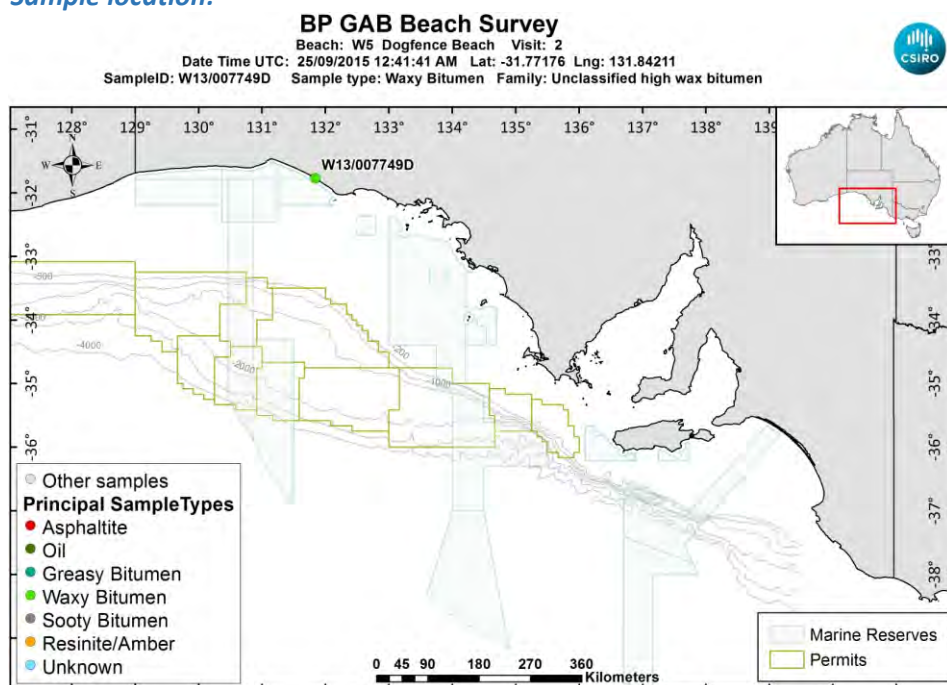 Sample location:
BP GAB Beach Survey
Beach: W5 Dogfence Beach Visit: 2
Date Time UTC: 25/09/2015 12:41:41 AM Lat: -31.77176 Lng: 131.84211
SampleID: W13/007749D Sample type: Waxy Bitumen Family: Unclassified high wax bitumen
CSIRO
128° 129° 130° 131° 132° 133° 134° 135° 136° 137° 138° 139
-31°
-32°
-33°
-34°
-35°
-36°
-37°
-38°
N
W E
S
W13/007749D
-4000
-2000
-200
-1000
-33°
-34°
-35°
-36°
-37°
-38°
Other samples
Principal SampleTypes
Asphaltite
Oil
Greasy Bitumen
Waxy Bitumen
Sooty Bitumen
Resinite/Amber
Unknown
0 45 90 180 270 360
Kilometers
Marine Reserves
Permits